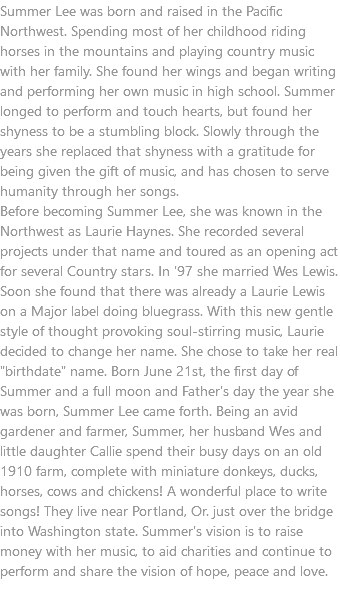 Summer Lee was born and raised in the Pacific
Northwest. Spending most of her childhood riding
horses in the mountains and playing country music
with her family. She found her wings and began writing
and performing her own music in high school. Summer
longed to perform and touch hearts, but found her
shyness to be a stumbling block. Slowly through the
years she replaced that shyness with a gratitude for
being given the gift of music, and has chosen to serve
humanity through her songs.
Before becoming Summer Lee, she was known in the
Northwest as Laurie Haynes. She recorded several
projects under that name and toured as an opening act
for several Country stars. In '97 she married Wes Lewis.
Soon she found that there was already a Laurie Lewis
on a Major label doing bluegrass. With this new gentle
style of thought provoking soul-stirring music, Laurie
decided to change her name. She chose to take her real
"birthdate" name. Born June 21st, the first day of
Summer and a full moon and Father's day the year she
was born, Summer Lee came forth. Being an avid
gardener and farmer, Summer, her husband Wes and
little daughter Callie spend their busy days on an old
1910 farm, complete with miniature donkeys, ducks,
horses, cows and chickens! A wonderful place to write
songs! They live near Portland, Or. just over the bridge
into Washington state. Summer's vision is to raise
money with her music, to aid charities and continue to
perform and share the vision of hope, peace and love.